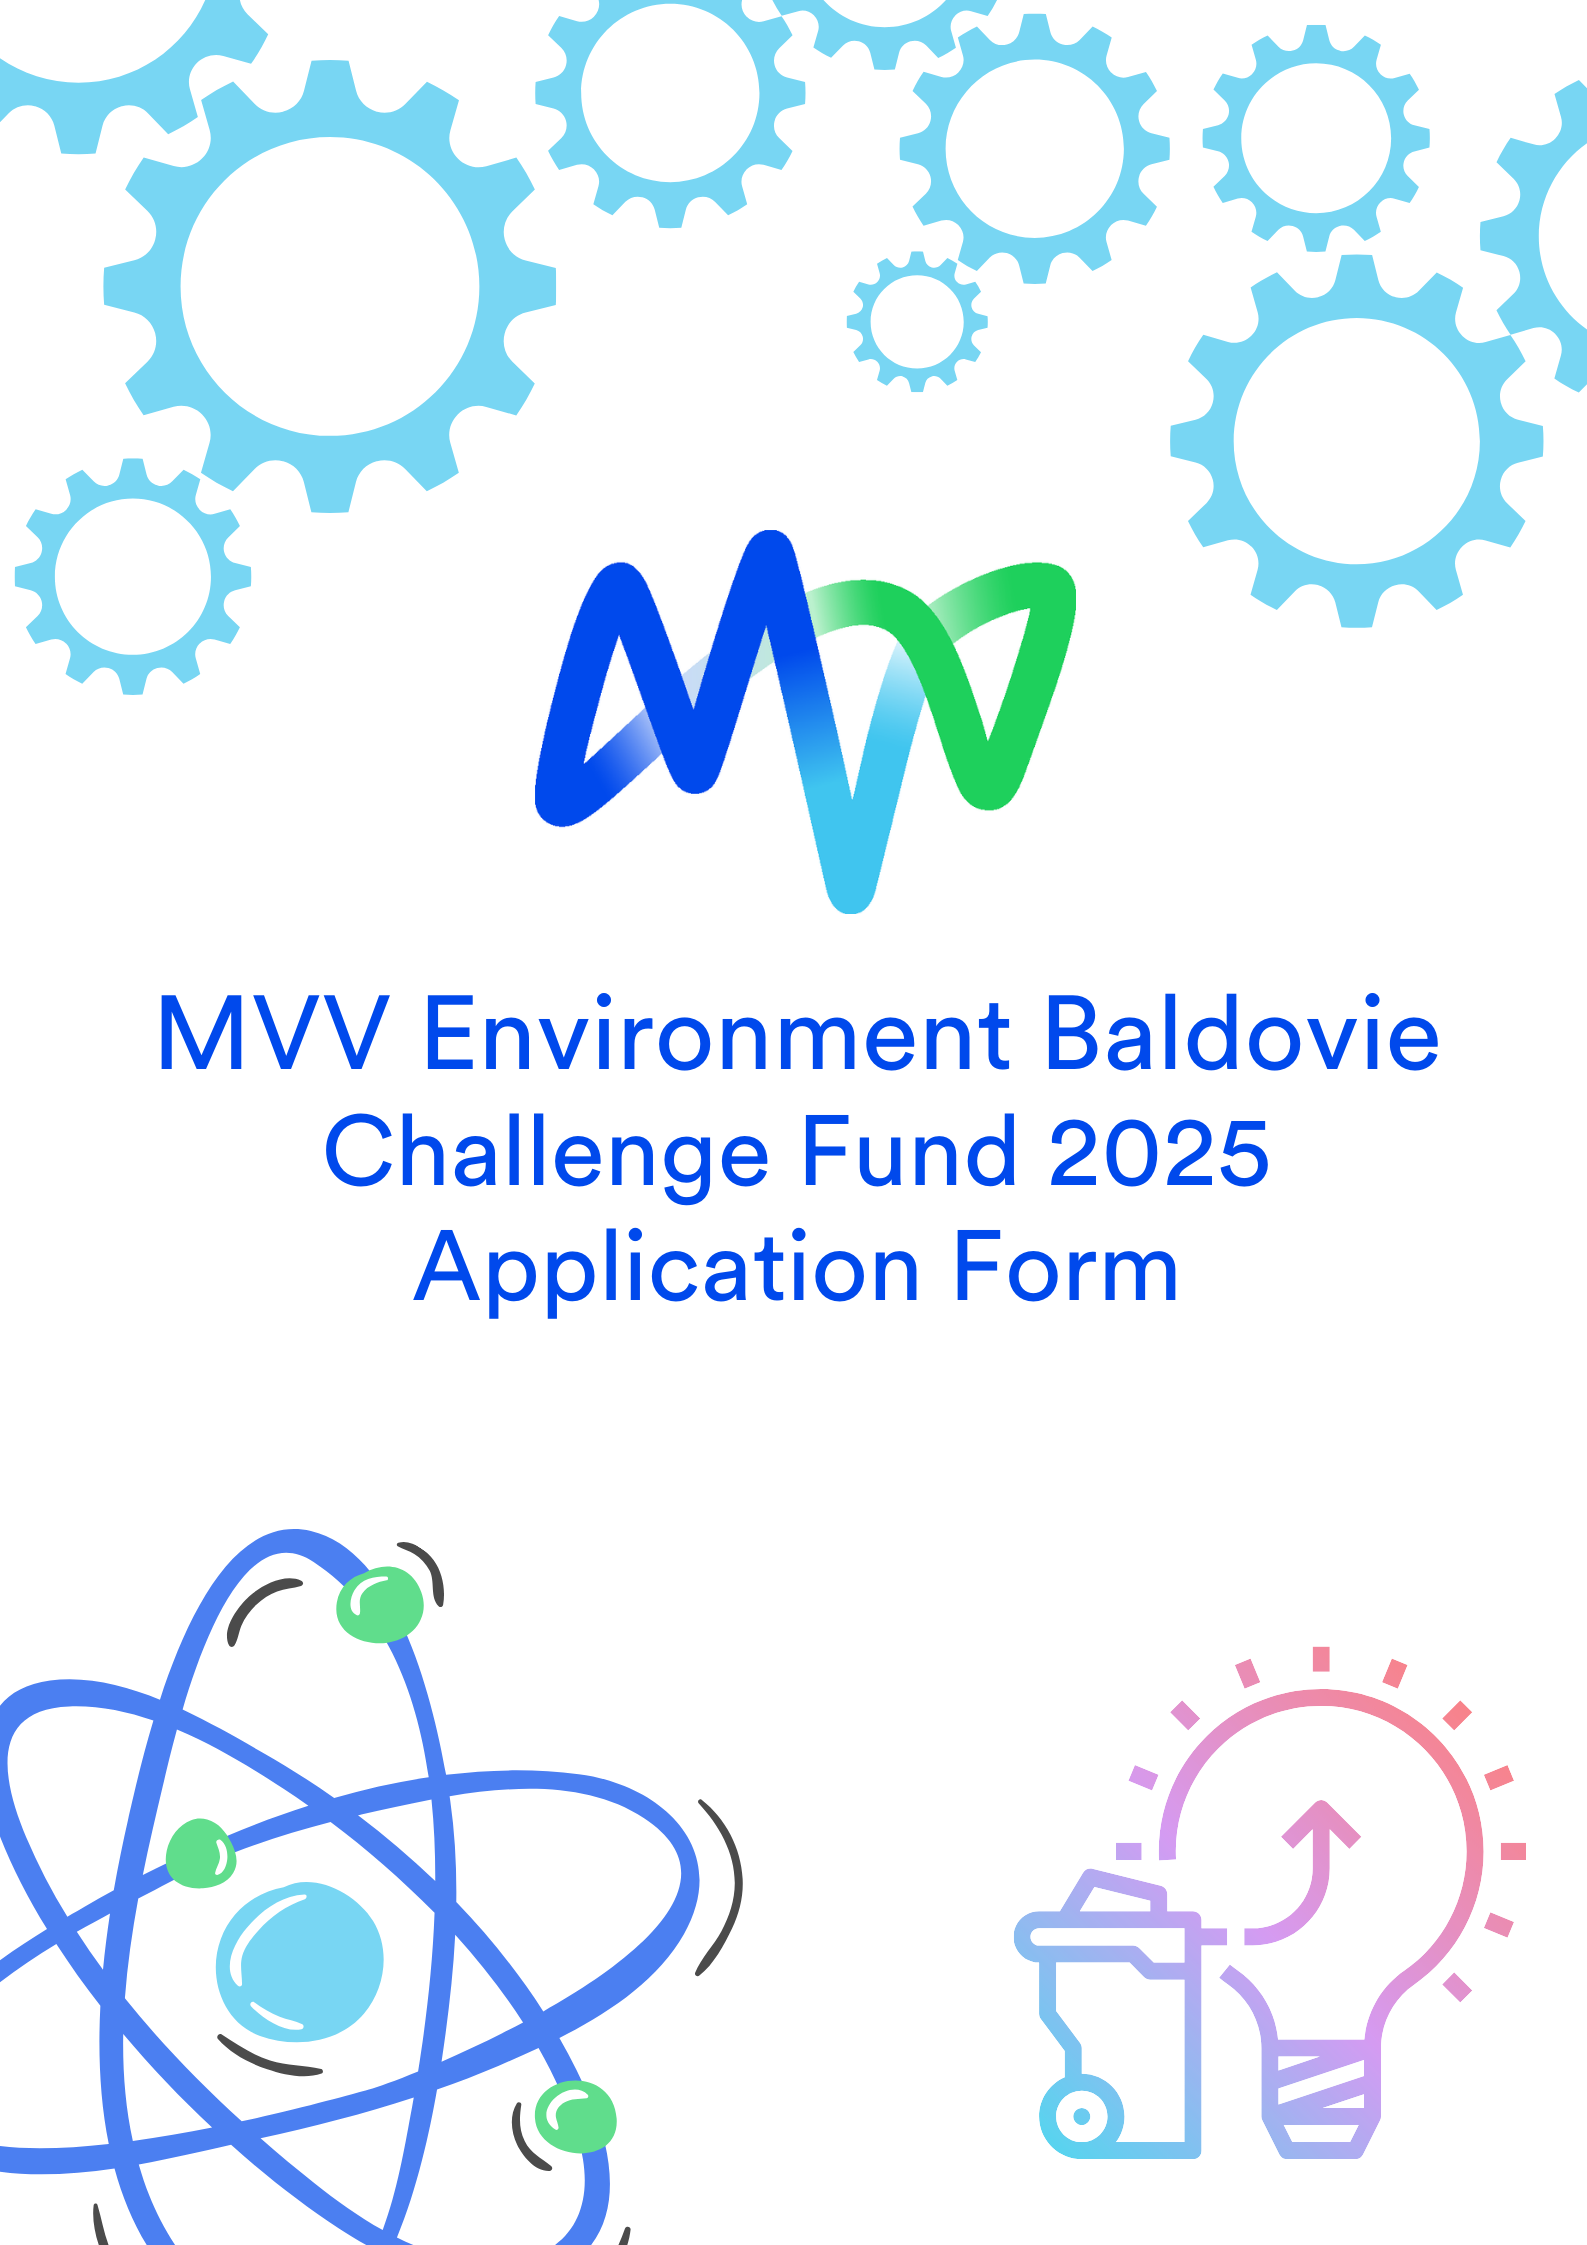 MVV Environment Baldovie
Challenge Fund 2025
Application Form